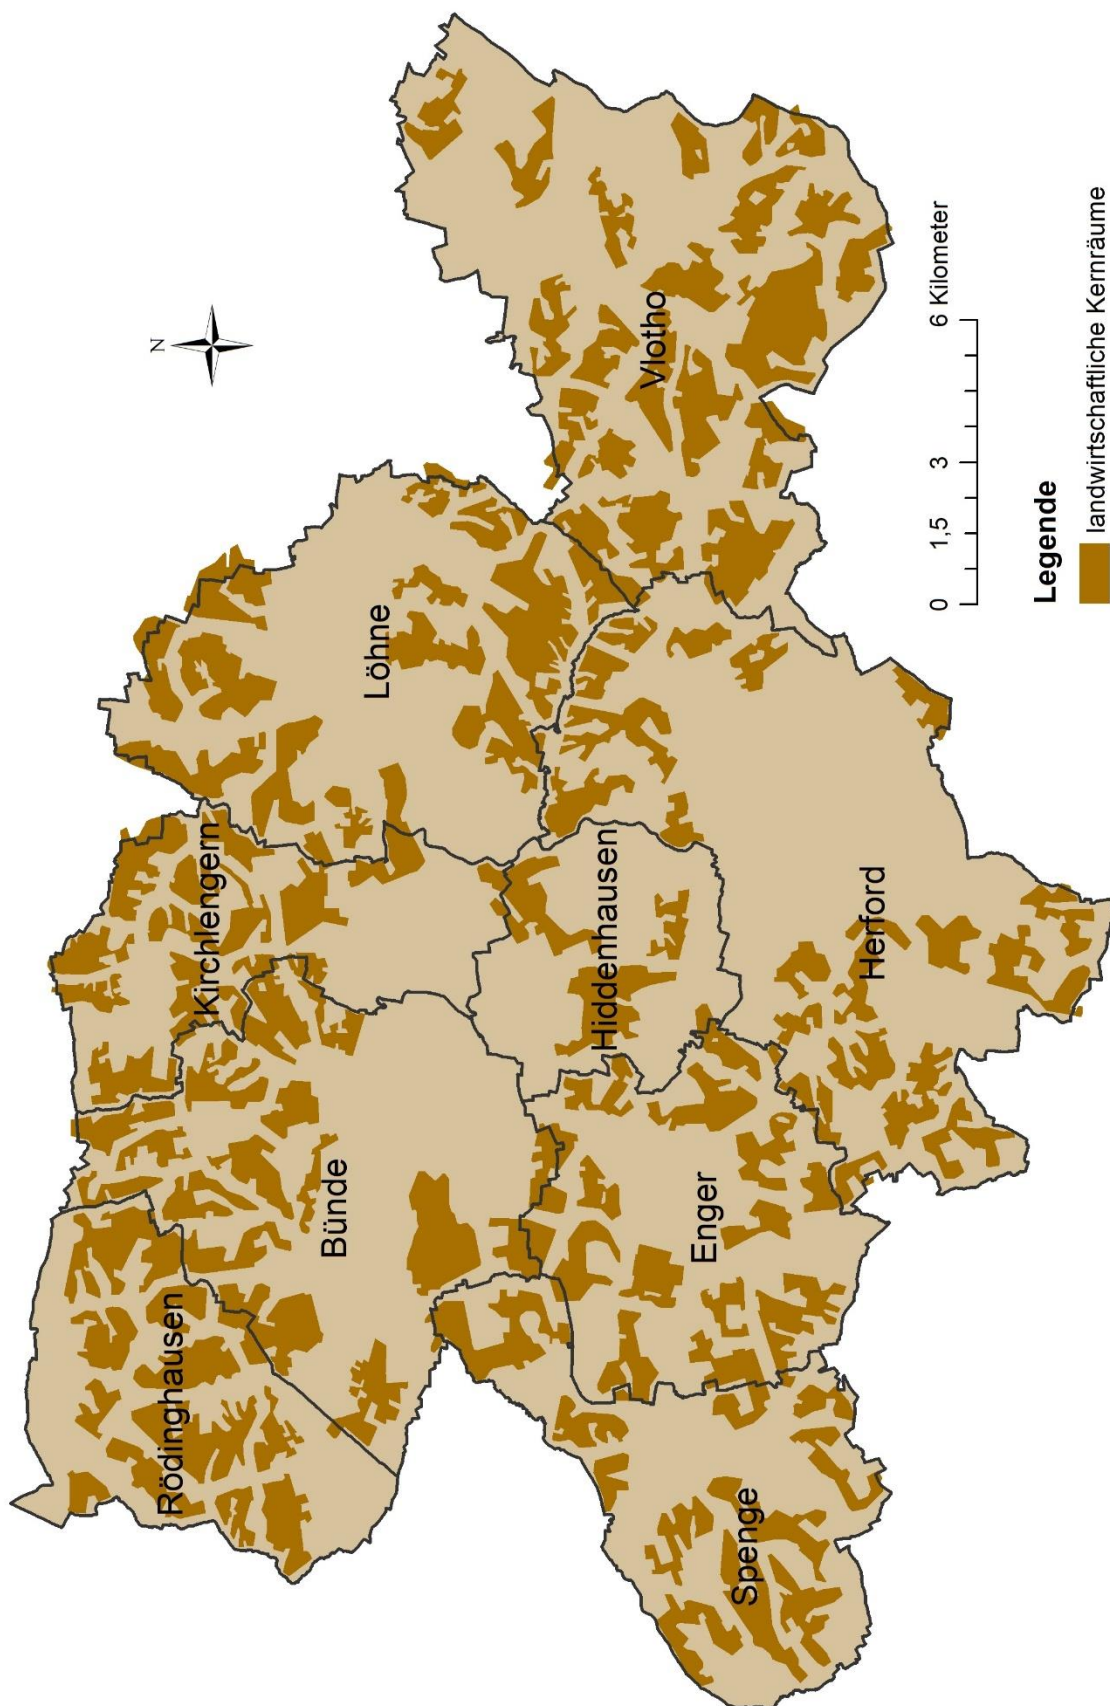 N
Rödinghausen
Kirchlengern
Bünde
Löhne
Hiddenhausen
Vlotho
Enger
Spenge
Herford
0 1,5 3 6 Kilometer
Legende
landwirtschaftliche Kernräume